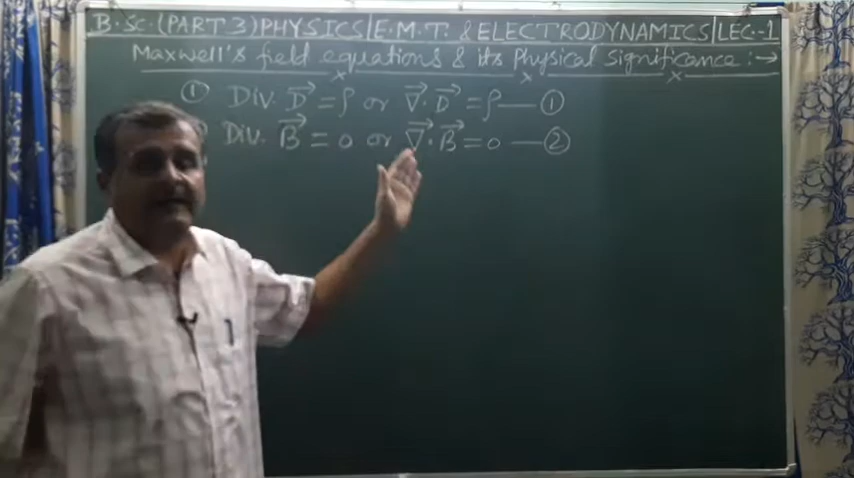 B.Sc.(PART 3)PHYSICS|E.M.T. & ELECTRODYNAMICS|LEC-1
Maxwell's field equations & its Physical Significance :→
① Div. D⃗ = ρ or ∇⃗. D⃗ = ρ — ①
Div. B⃗ = 0 or ∇⃗. B⃗ = 0 — ②